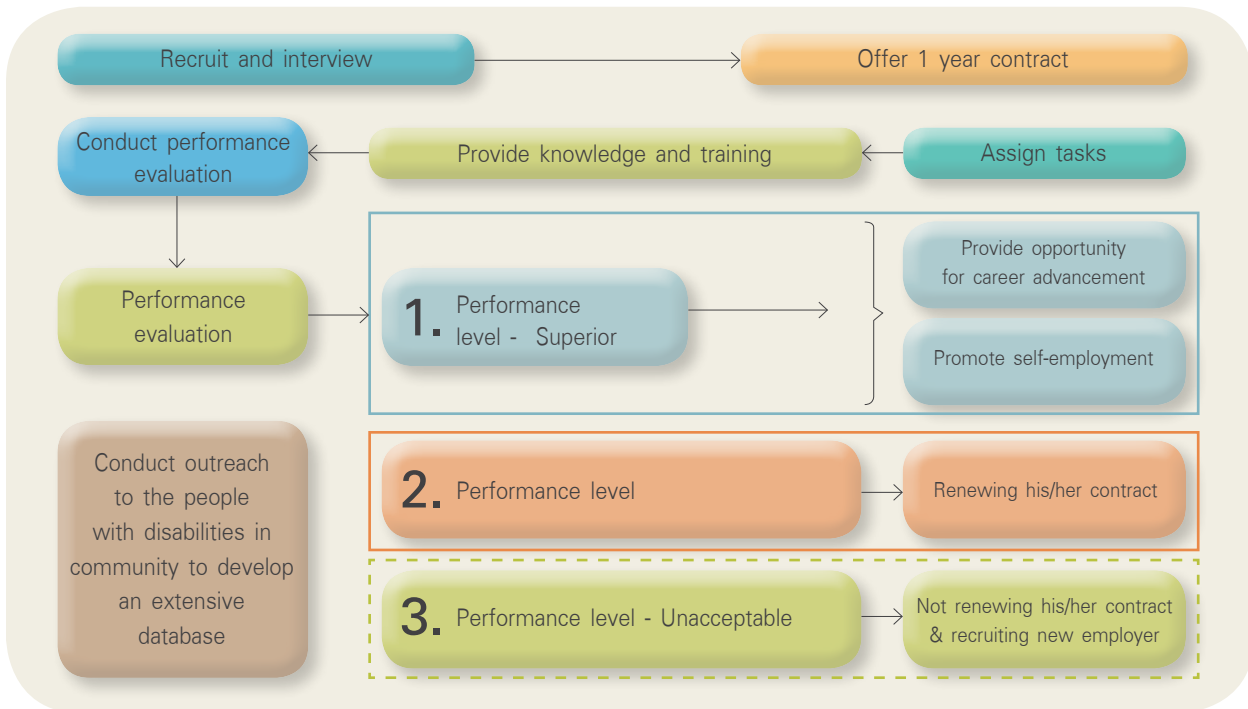 Recruit and interview
Offer 1 year contract
Conduct performance
evaluation
Provide knowledge and training
Assign tasks
Performance
evaluation
1. Performance
level - Superior
Provide opportunity
for career advancement
Promote self-employment
Conduct outreach
to the people
with disabilities in
community to develop
an extensive
database
2. Performance level
Renewing his/her contract
3. Performance level - Unacceptable
Not renewing his/her contract
& recruiting new employer